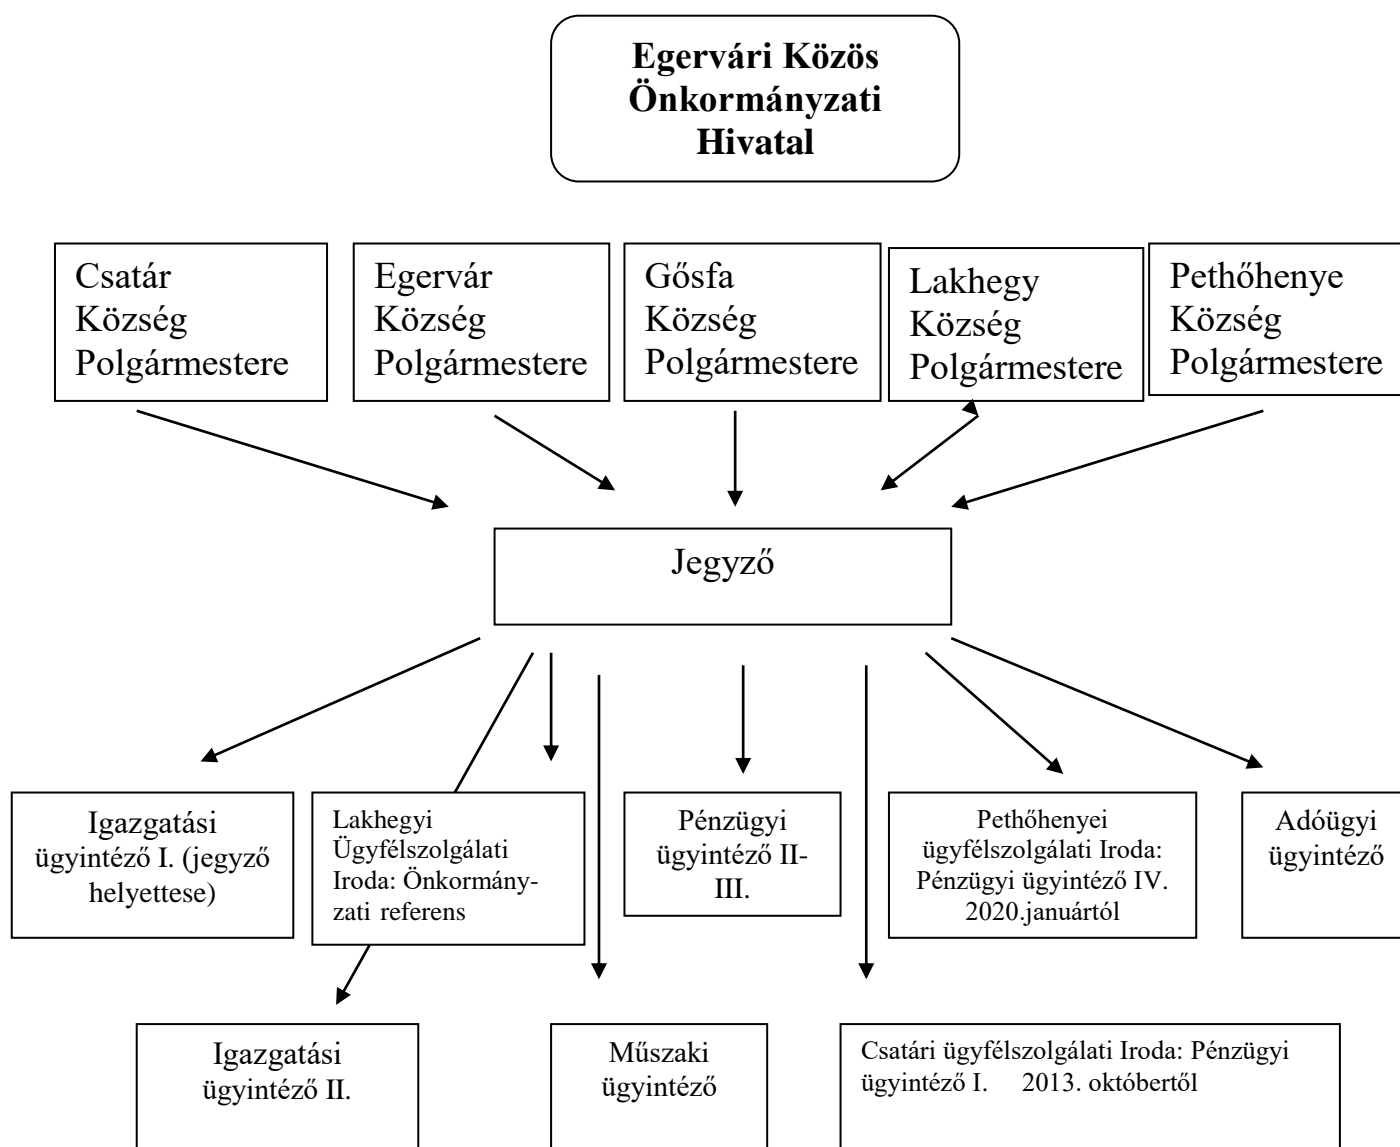 Egervári Közös
Önkormányzati
Hivatal
Csatár
Község
Polgármestere
Egervár
Község
Polgármestere
Gősfa
Község
Polgármestere
Lakhegy
Község
Polgármestere
Pethőhenye
Község
Polgármestere
Jegyző
Igazgatási
ügyintéző I. (jegyző
helyettese)
Lakhegyi
Ügyfélszolgálati
Iroda: Önkormány-
zati referens
Pénzügyi
ügyintéző II-
III.
Pethőhenyei
ügyfélszolgálati Iroda:
Pénzügyi ügyintéző IV.
2020.januártól
Adóügyi
ügyintéző
Igazgatási
ügyintéző II.
Műszaki
ügyintéző
Csatári ügyfélszolgálati Iroda: Pénzügyi
ügyintéző I. 2013. októbertől